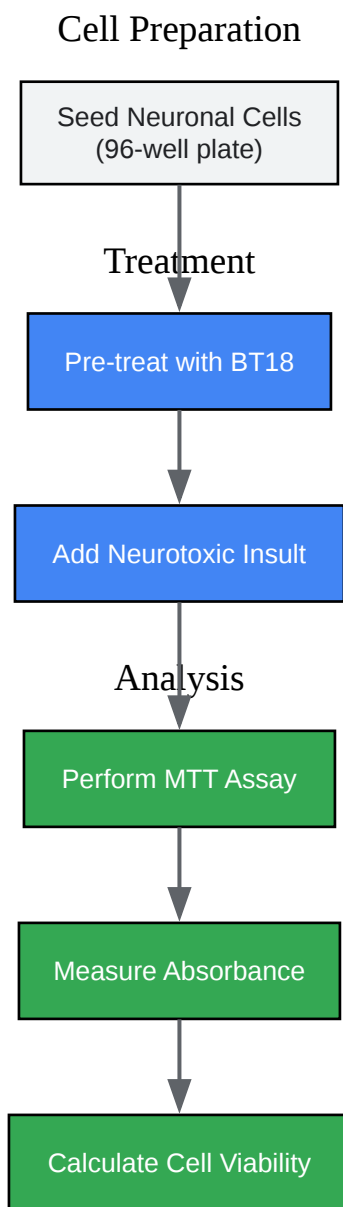 Cell Preparation
Seed Neuronal Cells
(96-well plate)
Treatment
Pre-treat with BT18
Add Neurotoxic Insult
Analysis
Perform MTT Assay
Measure Absorbance
Calculate Cell Viability